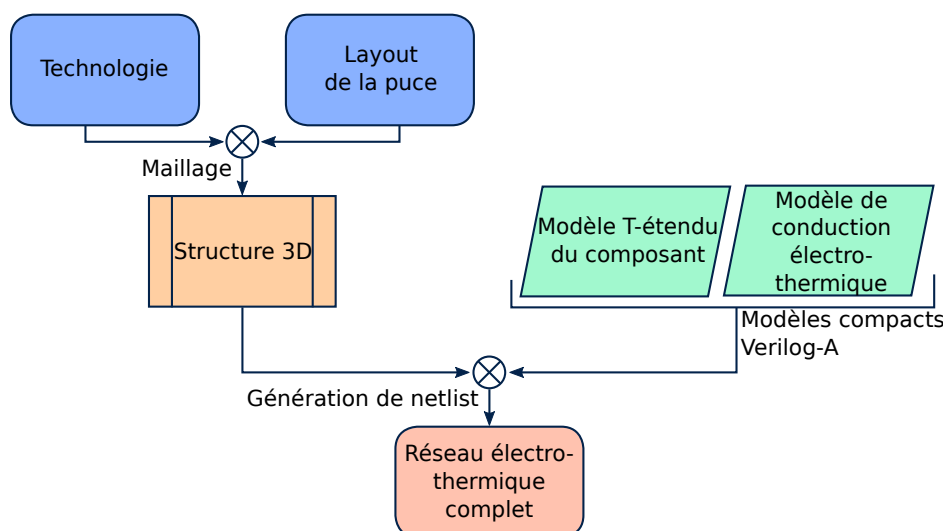 Technologie
Layout
de la puce
Maillage
Structure 3D
Modèle T-étendu
du composant
Modèle de
conduction
électro-
thermique
Modèles compacts
Verilog-A
Génération de netlist
Réseau électro-
thermique
complet